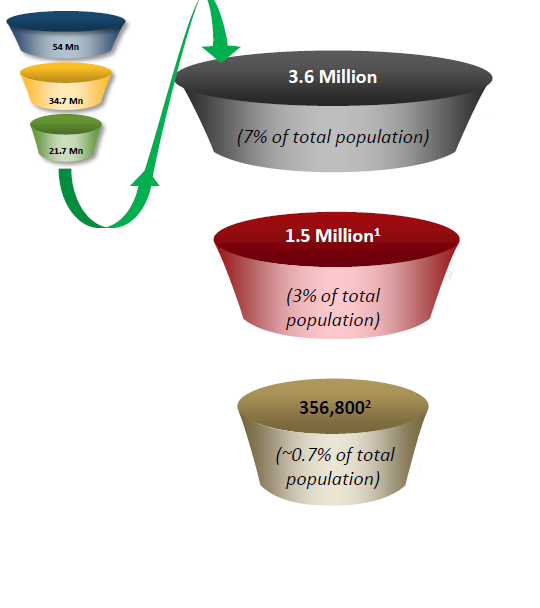 54 Mn
34.7 Mn
21.7 Mn
3.6 Million
(7% of total population)
1.5 Million¹
(3% of total
population)
356,800²
(~0.7% of total
population)